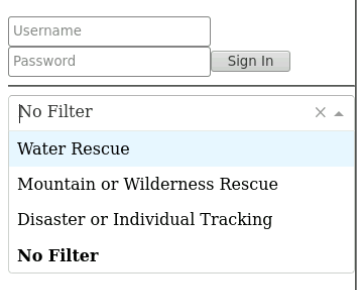 Username
Password
Sign In
No Filter
Water Rescue
Mountain or Wilderness Rescue
Disaster or Individual Tracking
No Filter